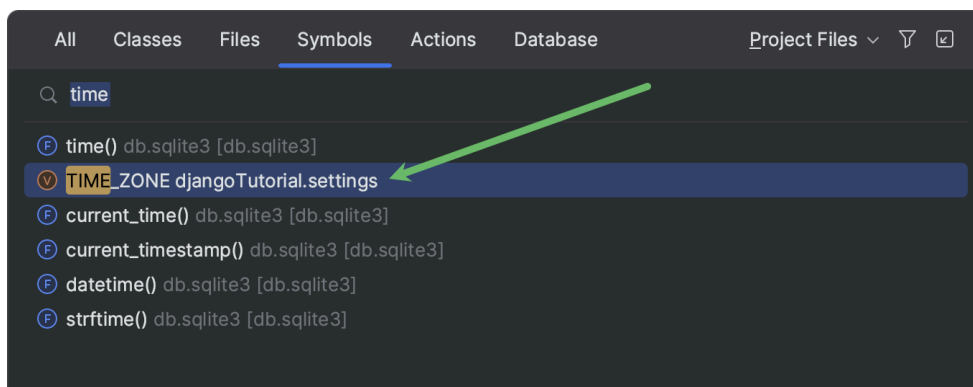 All Classes Files Symbols Actions Database Project Files
time
F time() db.sqlite3 [db.sqlite3]
V TIME_ZONE djangoTutorial.settings
F current_time() db.sqlite3 [db.sqlite3]
F current_timestamp() db.sqlite3 [db.sqlite3]
F datetime() db.sqlite3 [db.sqlite3]
F strftime() db.sqlite3 [db.sqlite3]